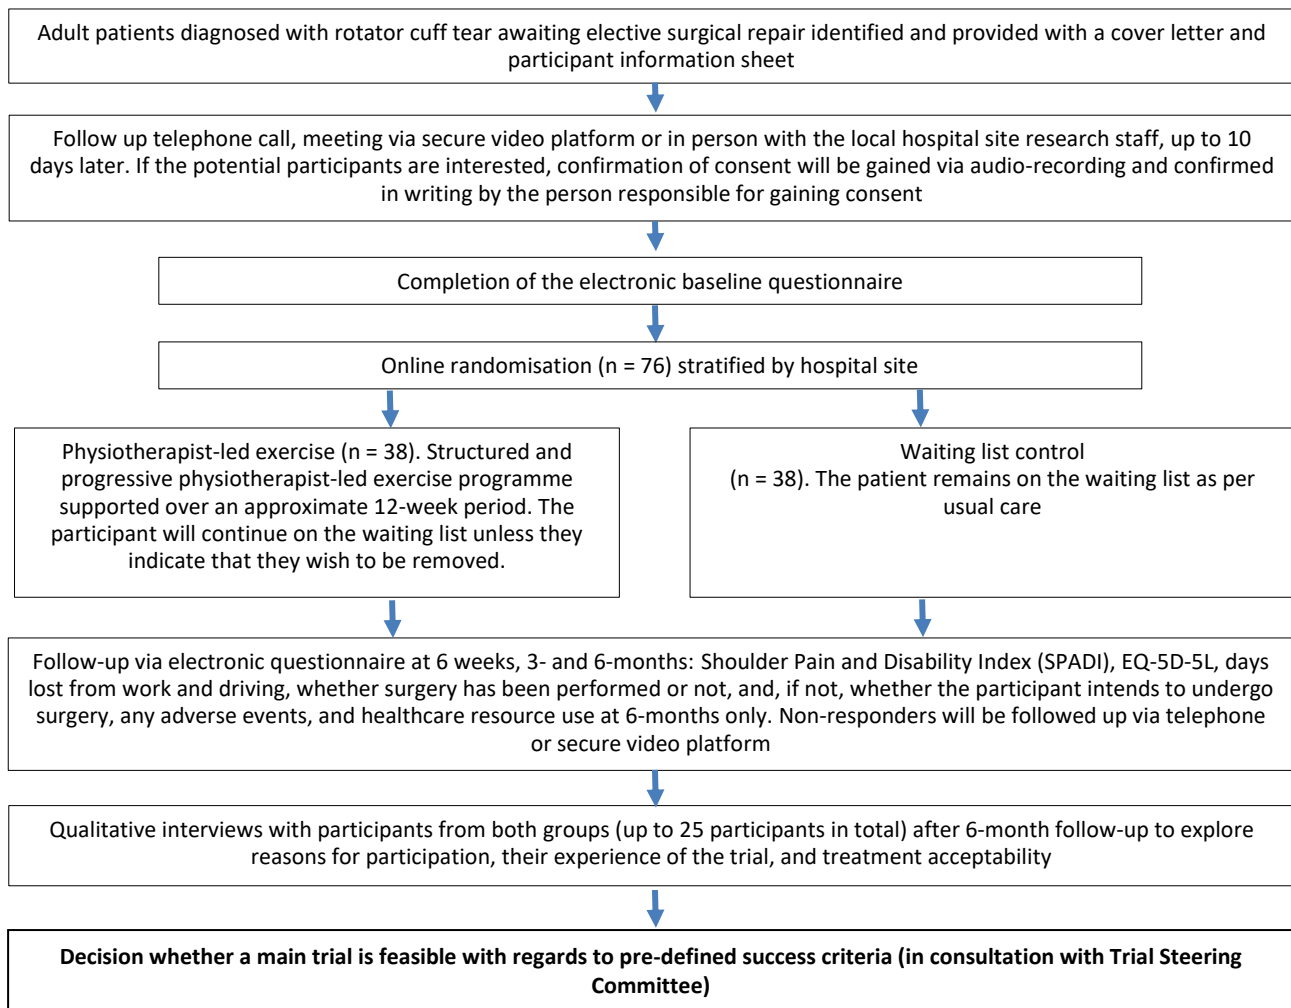 Adult patients diagnosed with rotator cuff tear awaiting elective surgical repair identified and provided with a cover letter and
participant information sheet
Follow up telephone call, meeting via secure video platform or in person with the local hospital site research staff, up to 10
days later. If the potential participants are interested, confirmation of consent will be gained via audio-recording and confirmed
in writing by the person responsible for gaining consent
Completion of the electronic baseline questionnaire
Online randomisation (n = 76) stratified by hospital site
Physiotherapist-led exercise (n = 38). Structured and
progressive physiotherapist-led exercise programme
supported over an approximate 12-week period. The
participant will continue on the waiting list unless they
indicate that they wish to be removed.
Waiting list control
(n = 38). The patient remains on the waiting list as per
usual care
Follow-up via electronic questionnaire at 6 weeks, 3- and 6-months: Shoulder Pain and Disability Index (SPADI), EQ-5D-5L, days
lost from work and driving, whether surgery has been performed or not, and, if not, whether the participant intends to undergo
surgery, any adverse events, and healthcare resource use at 6-months only. Non-responders will be followed up via telephone
or secure video platform
Qualitative interviews with participants from both groups (up to 25 participants in total) after 6-month follow-up to explore
reasons for participation, their experience of the trial, and treatment acceptability
Decision whether a main trial is feasible with regards to pre-defined success criteria (in consultation with Trial Steering
Committee)